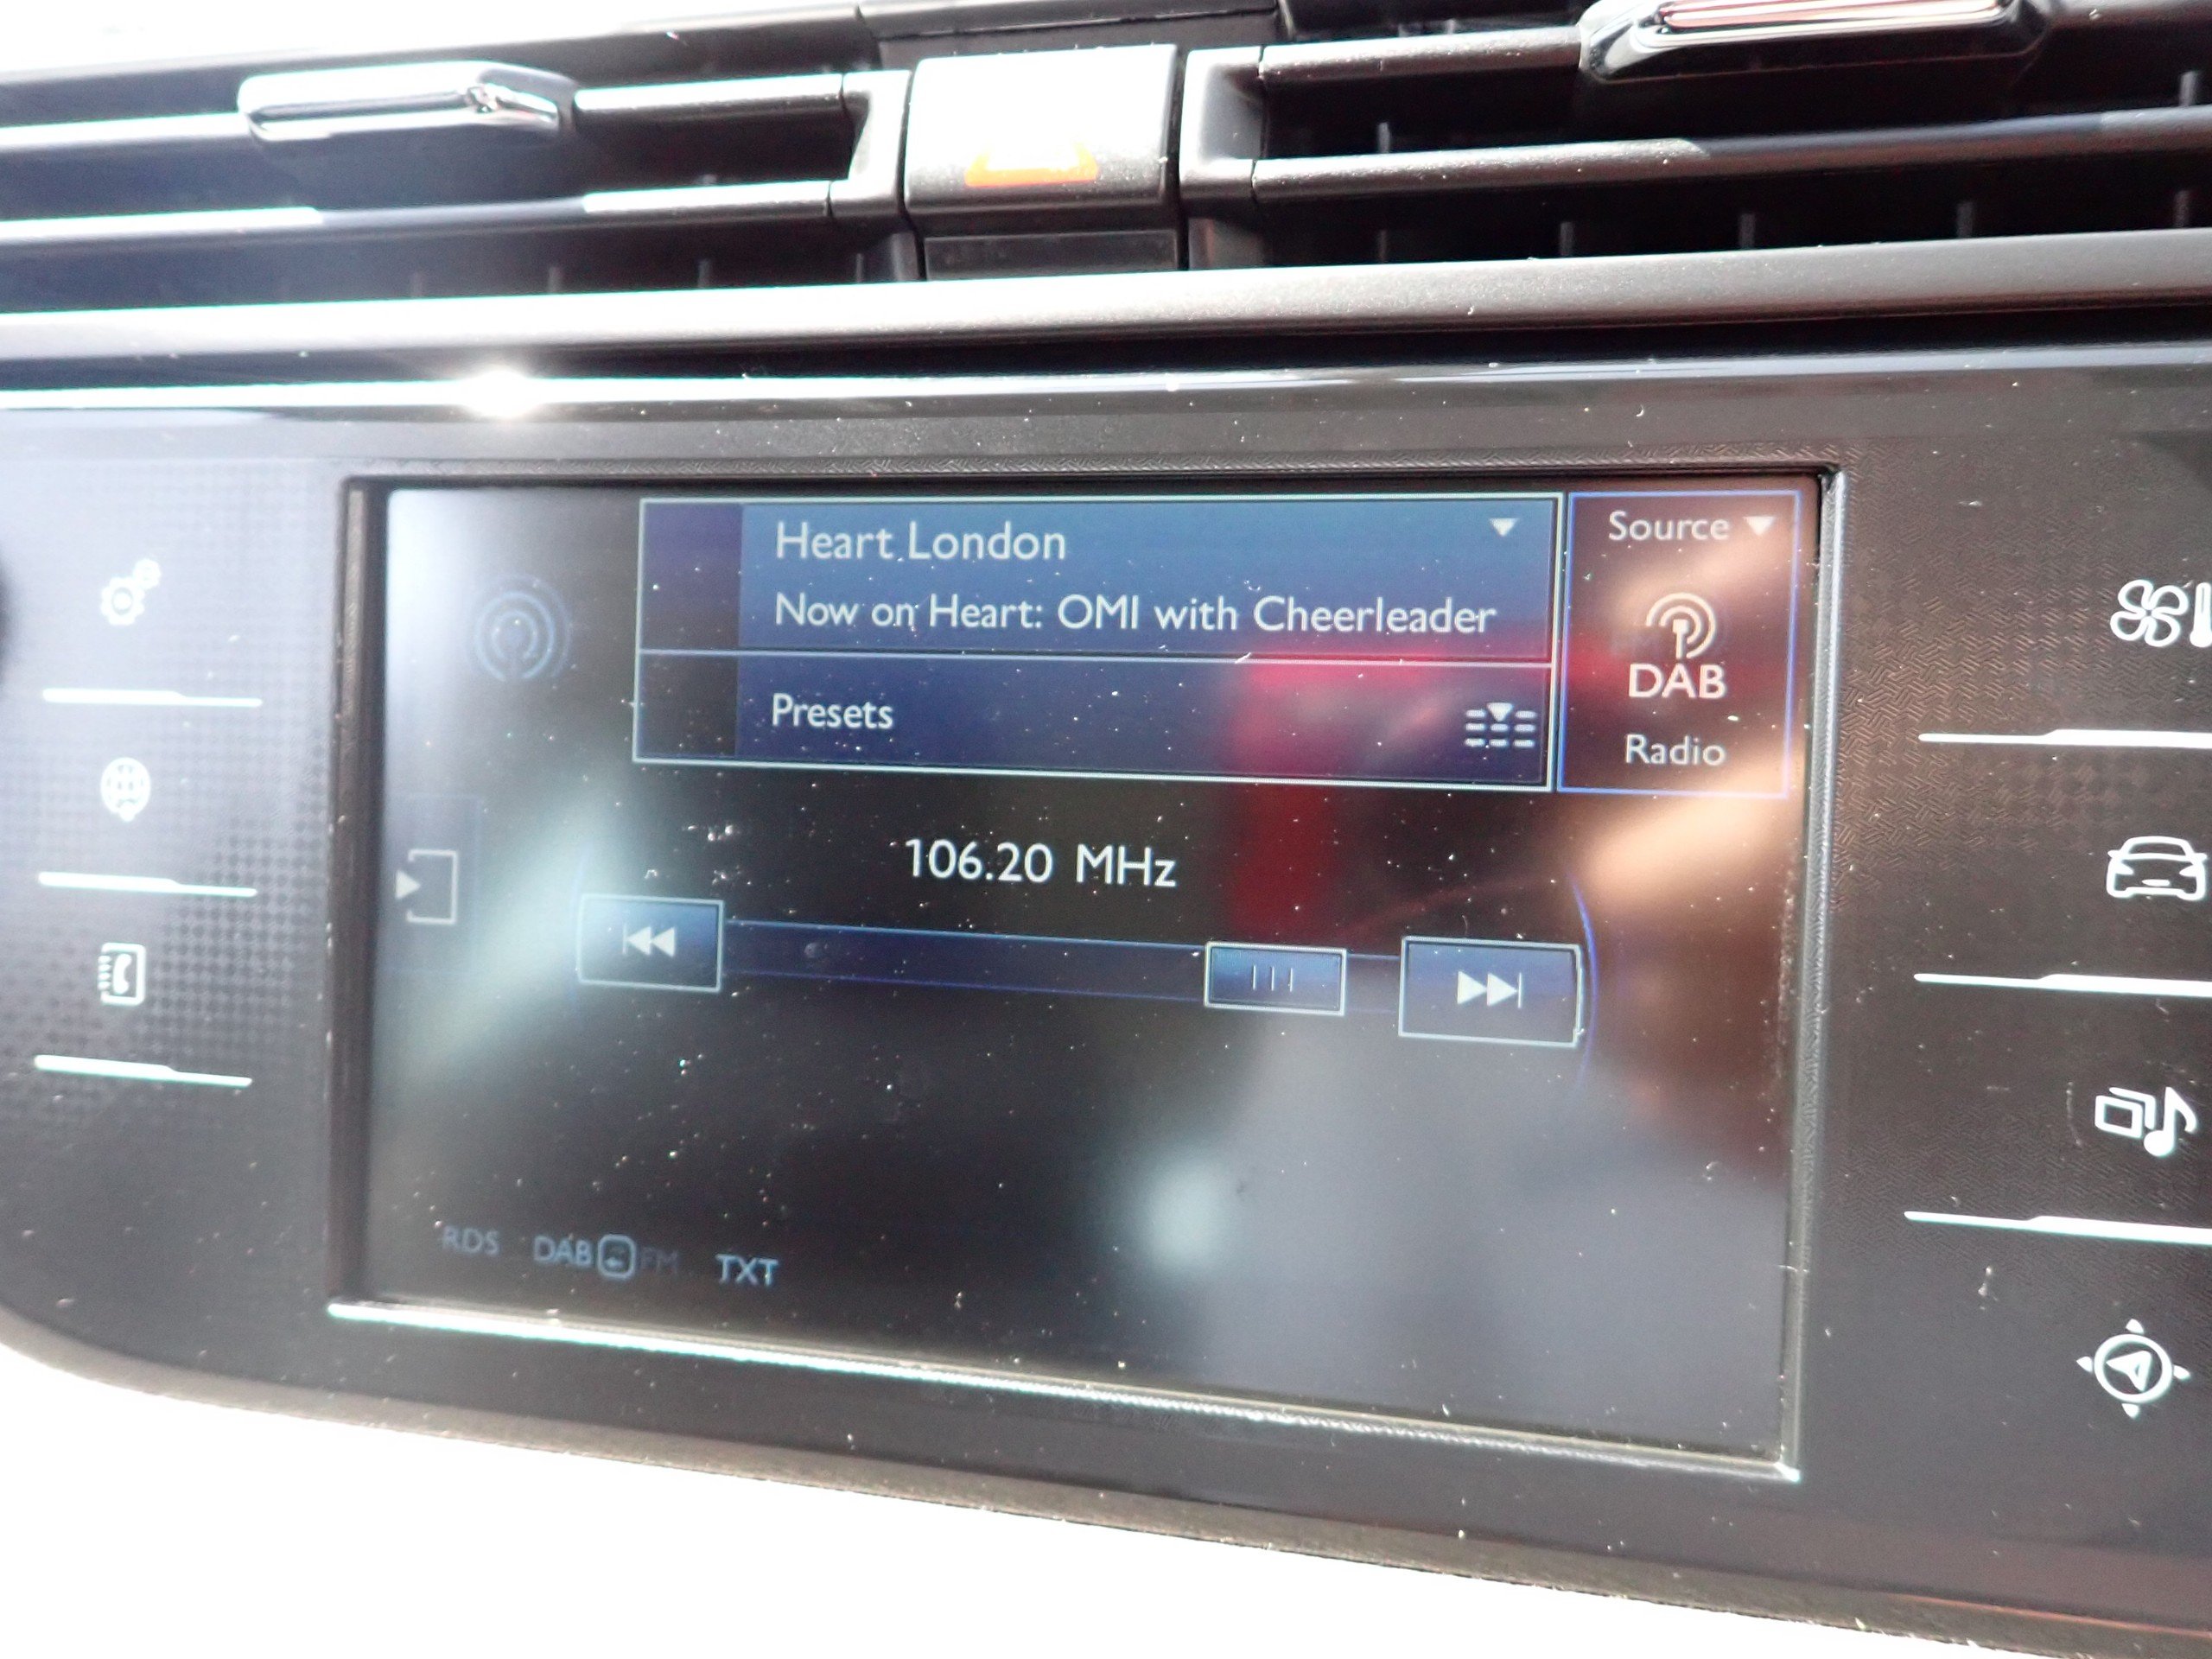 Heart London
Now on Heart: OMI with Cheerleader
Presets
Source
DAB
Radio
106.20 MHz
RDS DAB FM TXT